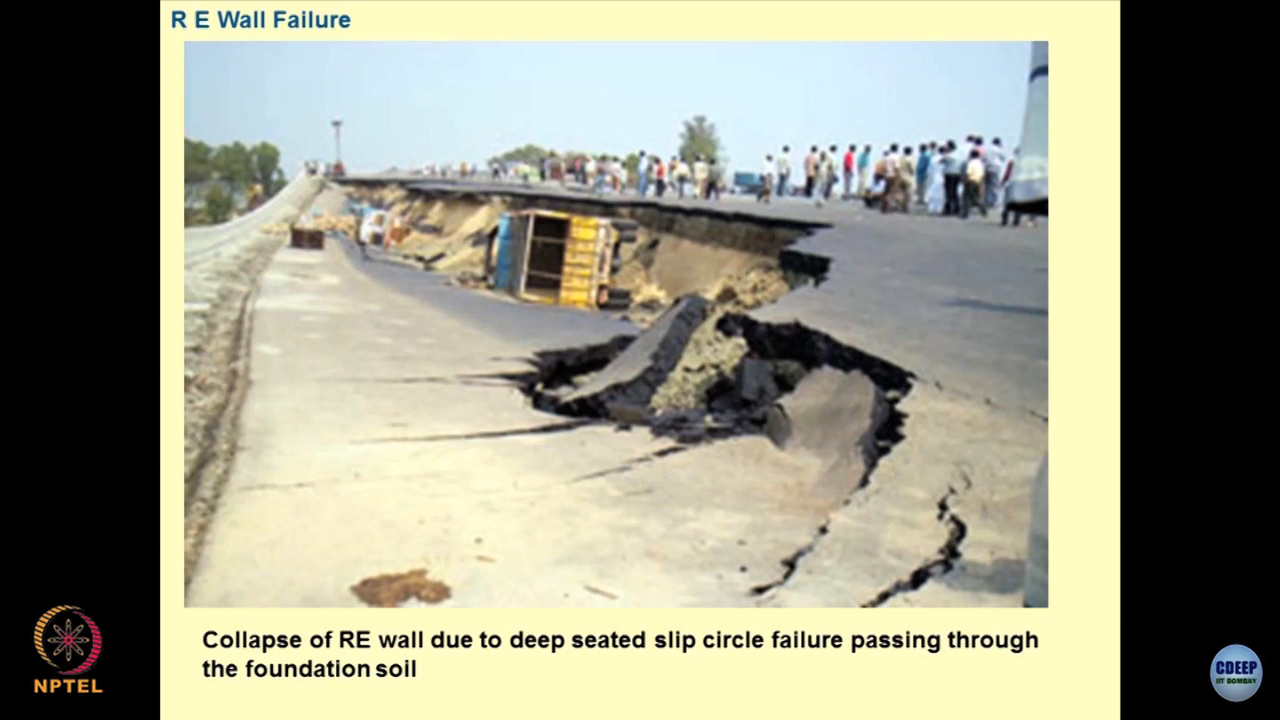 R E Wall Failure
Collapse of RE wall due to deep seated slip circle failure passing through
the foundation soil
NPTEL
CDEEP
IIT BOMBAY